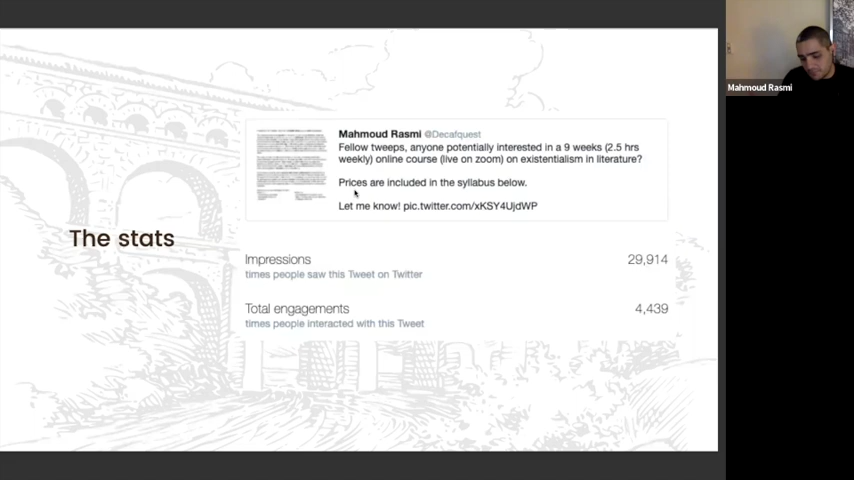 The stats
Mahmoud Rasmi @Decafquest
Fellow tweeps, anyone potentially interested in a 9 weeks (2.5 hrs
weekly) online course (live on zoom) on existentialism in literature?
Prices are included in the syllabus below.
Let me know! pic.twitter.com/xKSY4UjdWP
Impressions
29,914
times people saw this Tweet on Twitter
Total engagements
4,439
times people interacted with this Tweet
Mahmoud Rasmi